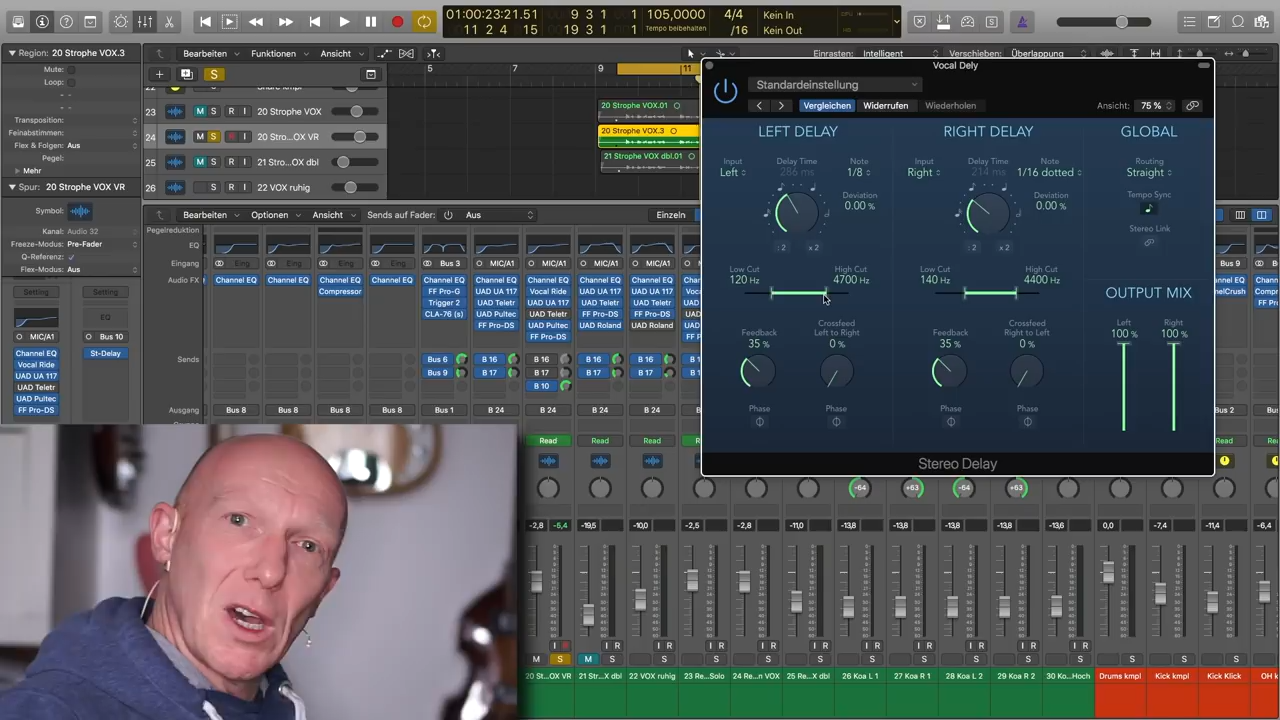 01:00:23:21.51
9 3 1
105,0000
4/4
Kein In
11 2 4 15
19 3 1
Tempo beibehalten
/16
Kein Out
Region: 20 Strophe VOX.3
Mute:
Loop:
Transposition:
Feinabstimmen:
Flex & Folgen: Aus
Pegel:
Mehr
Spur: 20 Strophe VOX VR
Symbol:
Kanal: Audio 32
Freeze-Modus: Pre-Fader
Q-Referenz:
Flex-Modus: Aus
Setting
Setting
EQ
MIC/A1
Bus 10
Channel EQ
St-Delay
Vocal Ride
UAD UA 117
UAD Teletr
UAD Pultec
FF Pro-DS
Bearbeiten
Funktionen
Ansicht
Einrasten: Intelligent
Verschieben: Überlappung
S
5
7
9
11
23
M S R I
20 Strophe VOX
24
M S R I
20 Stro...OX VR
25
M S R I
21 Stro...OX dbl
26
S R I
22 VOX ruhig
20 Strophe VOX.01
20 Strophe VOX.3
21 Strophe VOX dbl.01
Bearbeiten
Optionen
Ansicht
Sends als Fader:
Aus
Einzeln
Pegelreduktion
EQ
Eingang
Bus 3
MIC/A1
MIC/A1
MIC/A1
MIC/A1
Bus 9
Audio FX
Channel EQ
Channel EQ
Channel EQ
Channel EQ
Channel EQ
Channel EQ
Channel EQ
Channel EQ
Channel EQ
Compressor
FF Pro-G
UAD UA 117
Vocal Ride
UAD UA 117
UAD UA 117
Trigger 2
UAD Teletr
UAD UA 117
UAD Teletr
UAD Teletr
CLA-76 (s)
UAD Pultec
UAD Teletr
UAD Pultec
UAD Pultec
FF Pro-DS
UAD Pultec
UAD Roland
UAD Roland
FF Pro-DS
Sends
Bus 6
B 16
B 16
B 16
B 16
Bus 9
B 17
B 17
B 17
B 17
B 10
Ausgang
Bus 8
Bus 8
Bus 8
Bus 8
Bus 1
B 24
B 24
B 24
B 24
Bus 2
Read
Read
Read
-64
+63
-64
+63
-2,8
-5,4
-19,5
-10,0
-2,5
-2,8
-11,0
-13,8
-13,8
-13,8
-13,8
-13,6
0,0
-7,4
-11,4
-6,4
I R
M S
M S
20 St...OX VR
21 Str...X dbl
22 VOX ruhig
23 Re...Solo
24 Re...n VOX
25 Re...X dbl
26 Koa L 1
27 Koa R 1
28 Koa L 2
29 Koa R 2
30 Ko...Hoch
Drums kmpl
Kick kmpl
Kick Klick
Vocal Dely
Standardeinstellung
Vergleichen
Widerrufen
Wiederholen
Ansicht: 75 %
LEFT DELAY
RIGHT DELAY
GLOBAL
Input
Left
Delay Time
286 ms
Note
1/8
Deviation
0.00 %
: 2
x 2
Input
Right
Delay Time
214 ms
Note
1/16 dotted
Deviation
0.00 %
: 2
x 2
Routing
Straight
Tempo Sync
Stereo Link
Low Cut
120 Hz
High Cut
4700 Hz
Low Cut
140 Hz
High Cut
4400 Hz
OUTPUT MIX
Feedback
35 %
Crossfeed
Left to Right
0 %
Feedback
35 %
Crossfeed
Right to Left
0 %
Left
100 %
Right
100 %
Phase
Phase
Phase
Phase
Stereo Delay